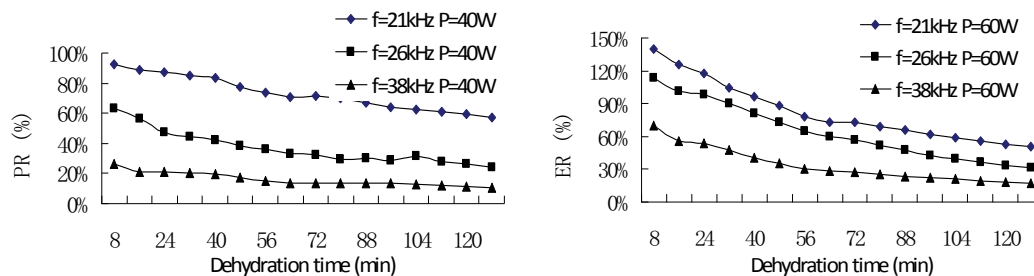 f=21kHz P=40W
f=26kHz P=40W
f=38kHz P=40W
100%
80%
60%
40%
20%
0%
PR (%)
8 24 40 56 72 88 104 120
Dehydration time (min)
f=21kHz P=60W
f=26kHz P=60W
f=38kHz P=60W
150%
120%
90%
60%
30%
0%
ER (%)
8 24 40 56 72 88 104 120
Dehydration time (min)